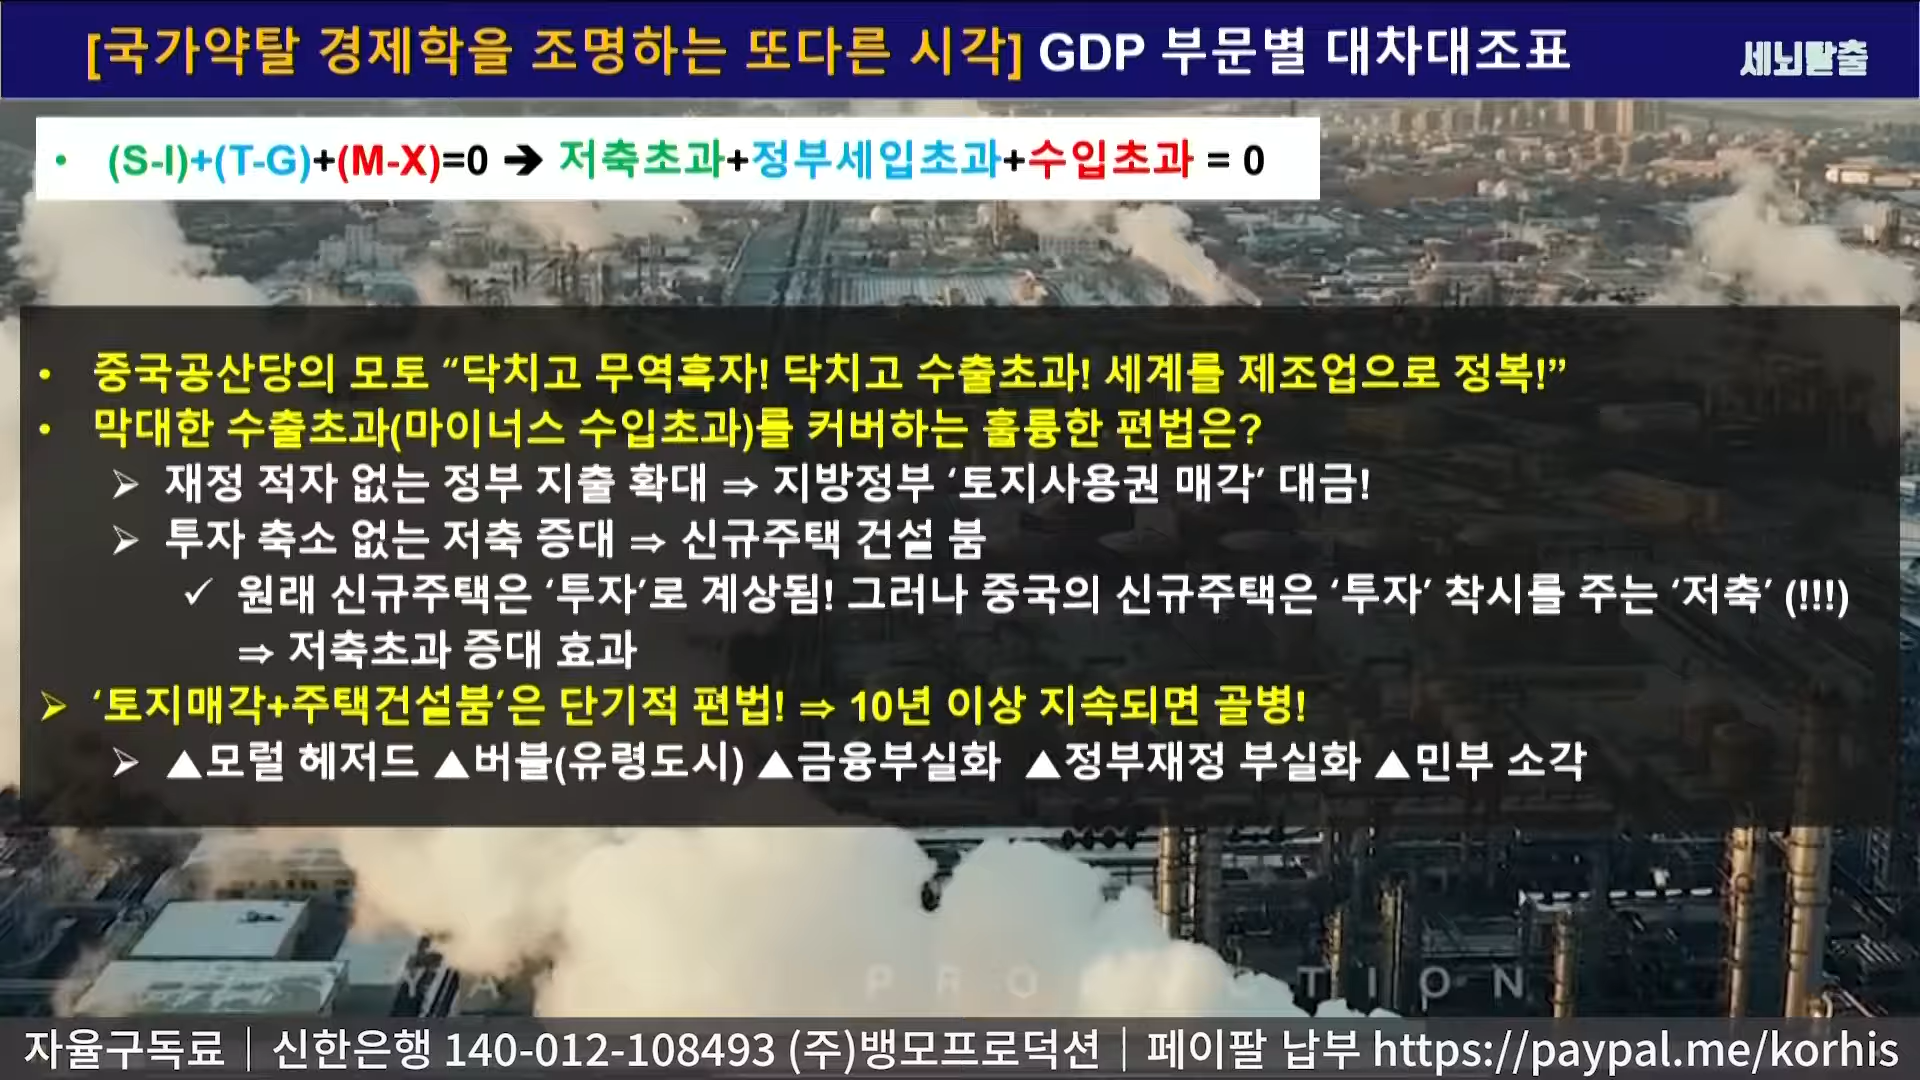 [국가약탈 경제학을 조명하는 또다른 시각] GDP 부문별 대차대조표
세뇌탈출
• (S-I)+(T-G)+(M-X)=0 ➔ 저축초과+정부세입초과+수입초과 = 0
• 중국공산당의 모토 “닥치고 무역흑자! 닥치고 수출초과! 세계를 제조업으로 정복!”
• 막대한 수출초과(마이너스 수입초과)를 커버하는 훌륭한 편법은?
➢ 재정 적자 없는 정부 지출 확대 ⇒ 지방정부 ‘토지사용권 매각’ 대금!
➢ 투자 축소 없는 저축 증대 ⇒ 신규주택 건설 붐
✓ 원래 신규주택은 ‘투자’로 계상됨! 그러나 중국의 신규주택은 ‘투자’ 착시를 주는 ‘저축’ (!!!)
⇒ 저축초과 증대 효과
➢ ‘토지매각+주택건설붐’은 단기적 편법! ⇒ 10년 이상 지속되면 골병!
➢ ▲모럴 헤저드 ▲버블(유령도시) ▲금융부실화 ▲정부재정 부실화 ▲민부 소각
자율구독료｜신한은행 140-012-108493 (주)뱅모프로덕션｜페이팔 납부 https://paypal.me/korhis